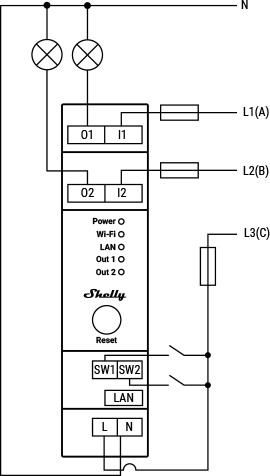 N
L1(A)
O1 I1
L2(B)
O2 I2
Power
Wi-Fi
L3(C)
LAN
Out 1
Out 2
Shelly
Reset
SW1 SW2
LAN
L N